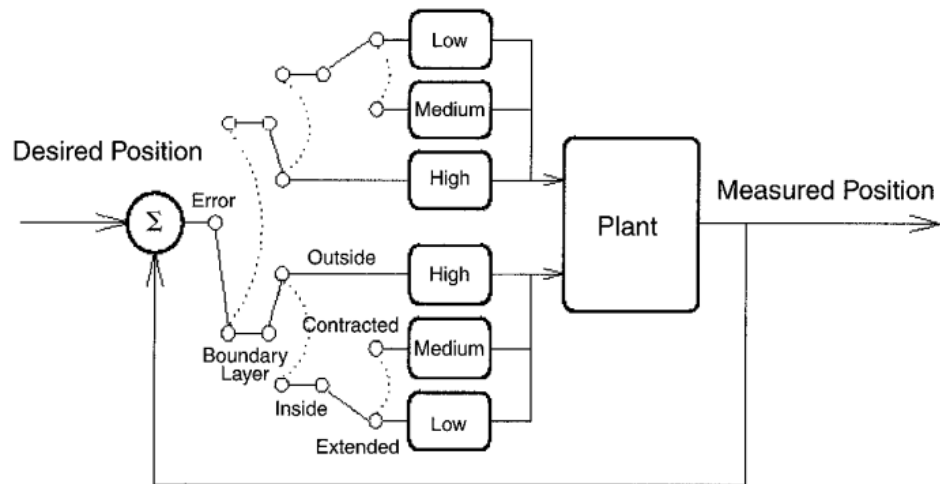 Low
Medium
High
Desired Position
Error
Σ
Plant
Measured Position
Outside
High
Contracted
Medium
Boundary
Layer
Inside
Extended
Low